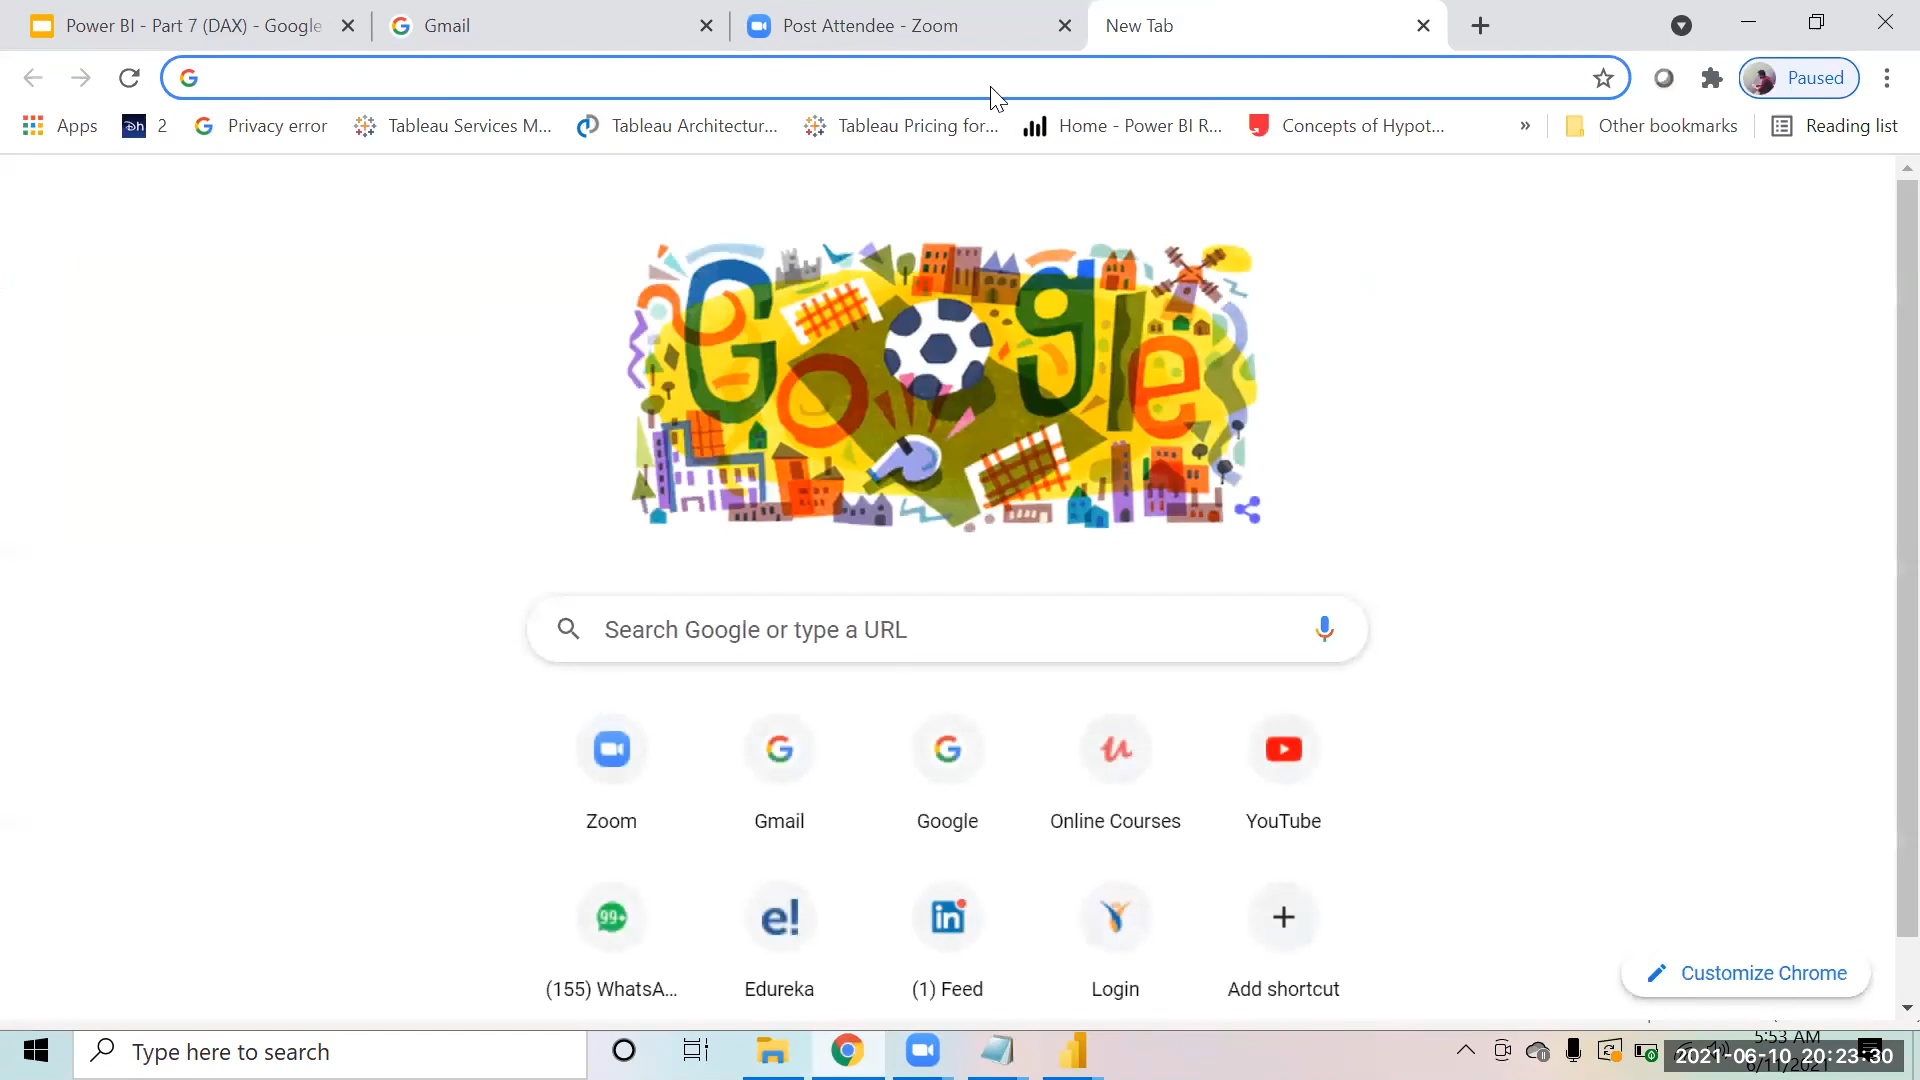 Power BI - Part 7 (DAX) - Google
Gmail
Post Attendee - Zoom
New Tab
Paused
Apps
2
Privacy error
Tableau Services M...
Tableau Architectur...
Tableau Pricing for...
Home - Power BI R...
Concepts of Hypot...
»
Other bookmarks
Reading list
Google
Search Google or type a URL
Zoom
Gmail
Google
Online Courses
YouTube
99+
e!
in
(155) WhatsA...
Edureka
(1) Feed
Login
Add shortcut
Customize Chrome
Type here to search
5:53 AM
2021-06-10 20:23:30